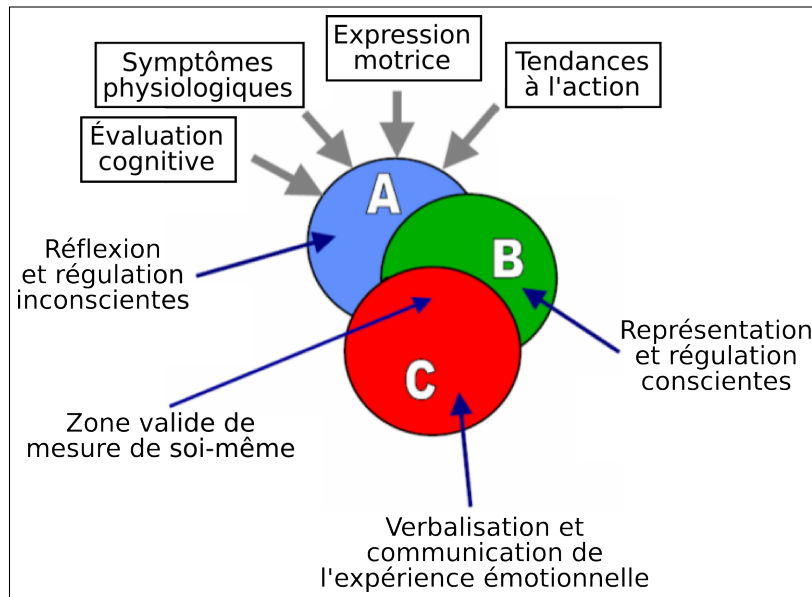 Expression
motrice
Symptômes
physiologiques
Tendances
à l'action
Évaluation
cognitive
A
B
C
Réflexion
et régulation
inconscientes
Représentation
et régulation
conscientes
Zone valide de
mesure de soi-même
Verbalisation et
communication de
l'expérience émotionnelle